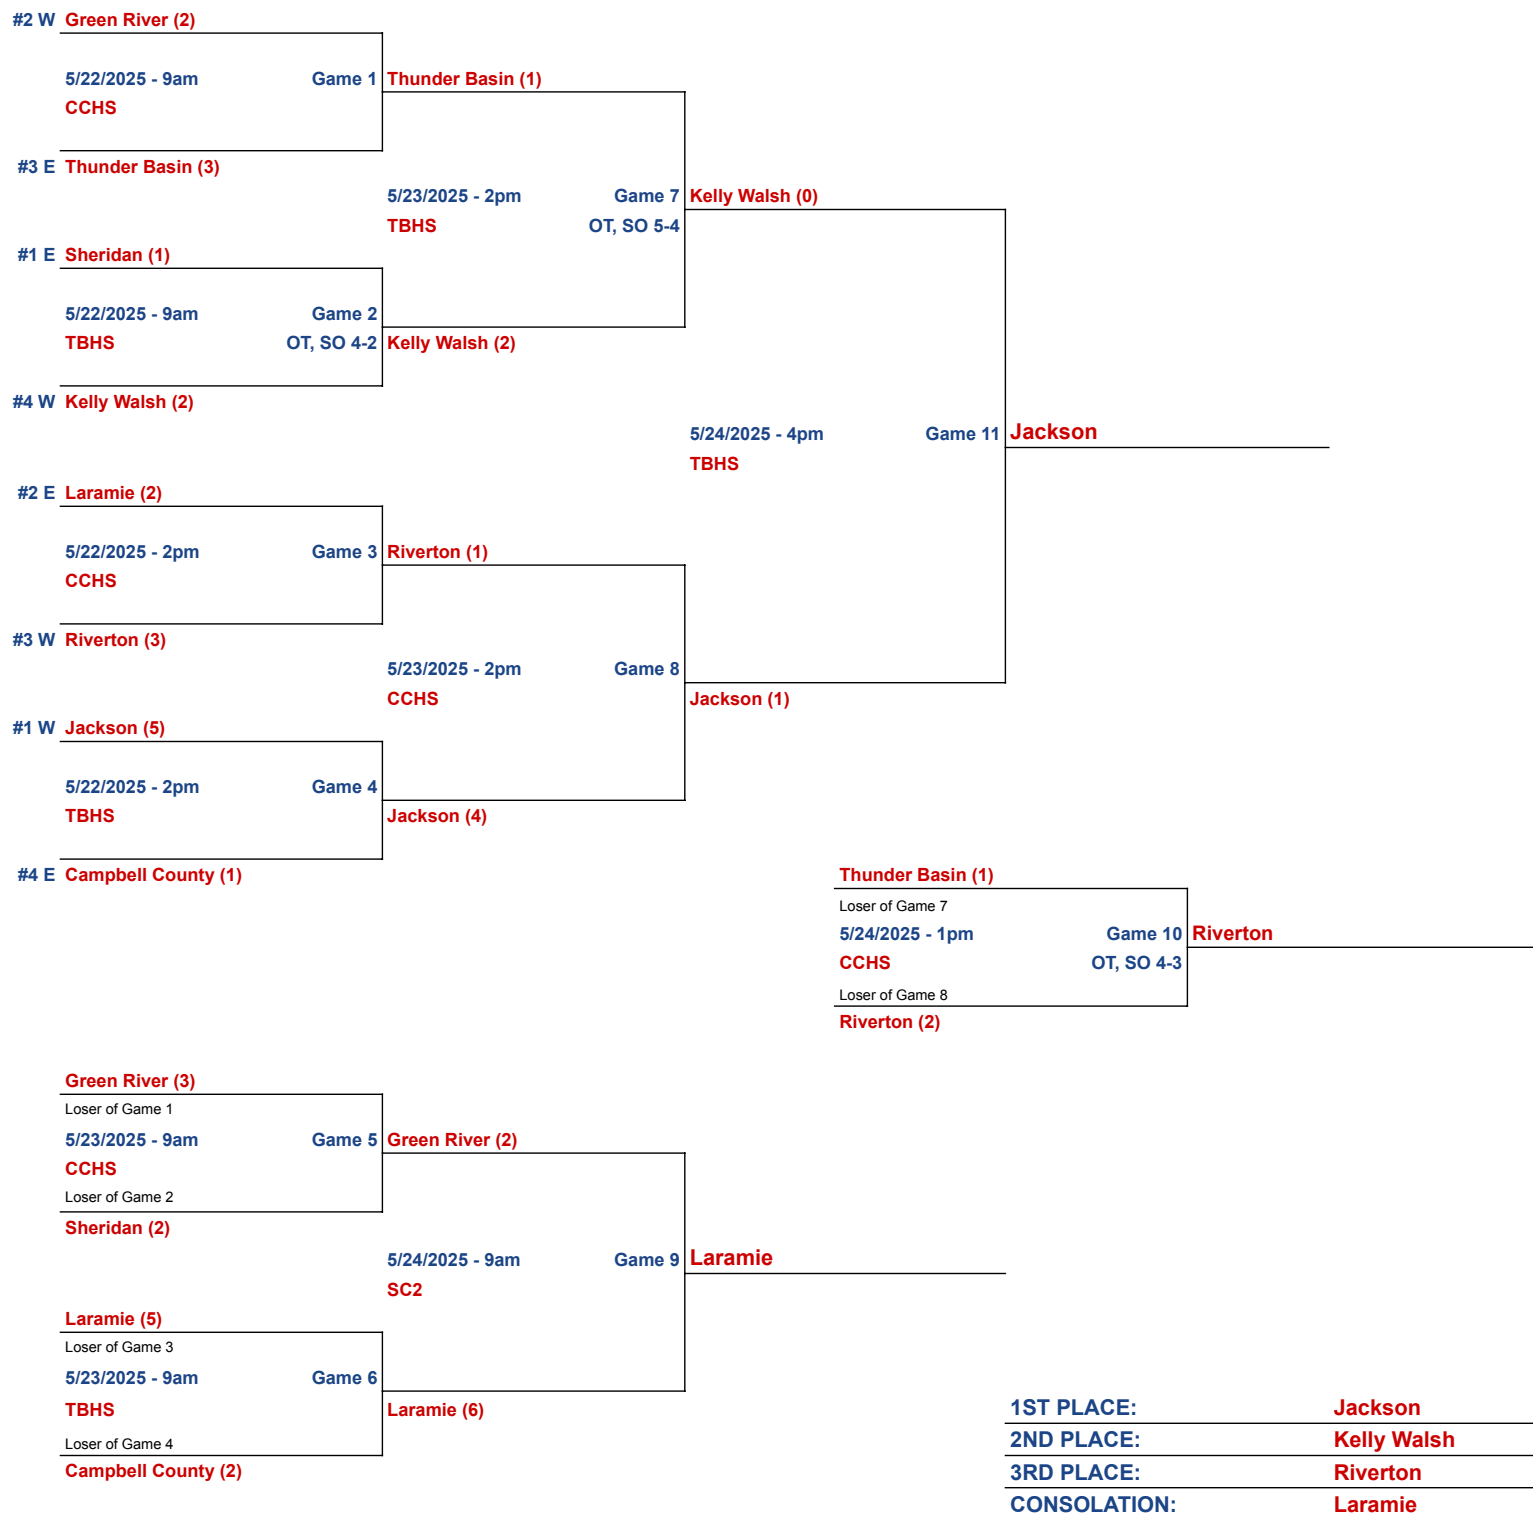 #2 W Green River (2)
5/22/2025 - 9am Game 1 Thunder Basin (1)
CCHS
#3 E Thunder Basin (3)
5/23/2025 - 2pm Game 7 Kelly Walsh (0)
TBHS OT, SO 5-4
#1 E Sheridan (1)
5/22/2025 - 9am Game 2
TBHS OT, SO 4-2 Kelly Walsh (2)
#4 W Kelly Walsh (2)
5/24/2025 - 4pm Game 11 Jackson
TBHS
#2 E Laramie (2)
5/22/2025 - 2pm Game 3 Riverton (1)
CCHS
#3 W Riverton (3)
5/23/2025 - 2pm Game 8
CCHS Jackson (1)
#1 W Jackson (5)
5/22/2025 - 2pm Game 4
TBHS Jackson (4)
#4 E Campbell County (1)
Thunder Basin (1)
Loser of Game 7
5/24/2025 - 1pm Game 10 Riverton
CCHS OT, SO 4-3
Loser of Game 8
Riverton (2)
Green River (3)
Loser of Game 1
5/23/2025 - 9am Game 5 Green River (2)
CCHS
Loser of Game 2
Sheridan (2)
5/24/2025 - 9am Game 9 Laramie
SC2
Laramie (5)
Loser of Game 3
5/23/2025 - 9am Game 6
TBHS Laramie (6)
Loser of Game 4
Campbell County (2)
1ST PLACE: Jackson
2ND PLACE: Kelly Walsh
3RD PLACE: Riverton
CONSOLATION: Laramie